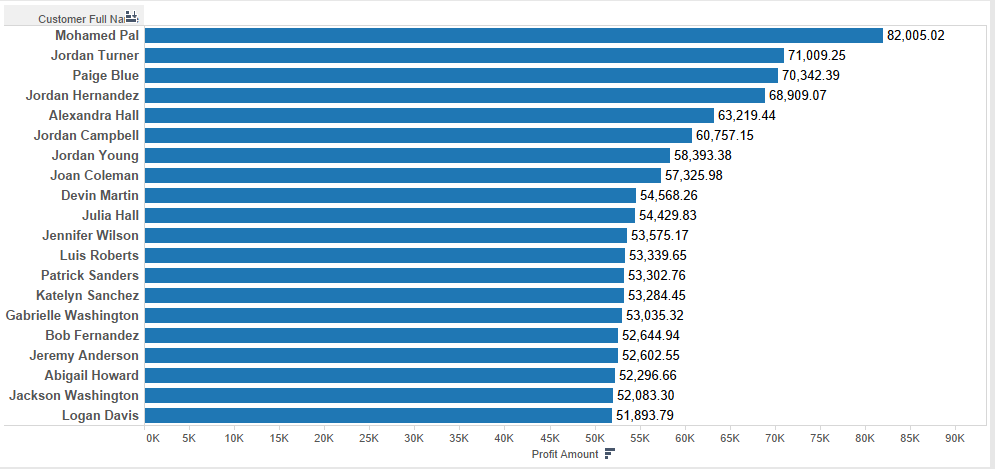 Customer Full Na
Mohamed Pal 82,005.02
Jordan Turner 71,009.25
Paige Blue 70,342.39
Jordan Hernandez 68,909.07
Alexandra Hall 63,219.44
Jordan Campbell 60,757.15
Jordan Young 58,393.38
Joan Coleman 57,325.98
Devin Martin 54,568.26
Julia Hall 54,429.83
Jennifer Wilson 53,575.17
Luis Roberts 53,339.65
Patrick Sanders 53,302.76
Katelyn Sanchez 53,284.45
Gabrielle Washington 53,035.32
Bob Fernandez 52,644.94
Jeremy Anderson 52,602.55
Abigail Howard 52,296.66
Jackson Washington 52,083.30
Logan Davis 51,893.79
0K 5K 10K 15K 20K 25K 30K 35K 40K 45K 50K 55K 60K 65K 70K 75K 80K 85K 90K
Profit Amount